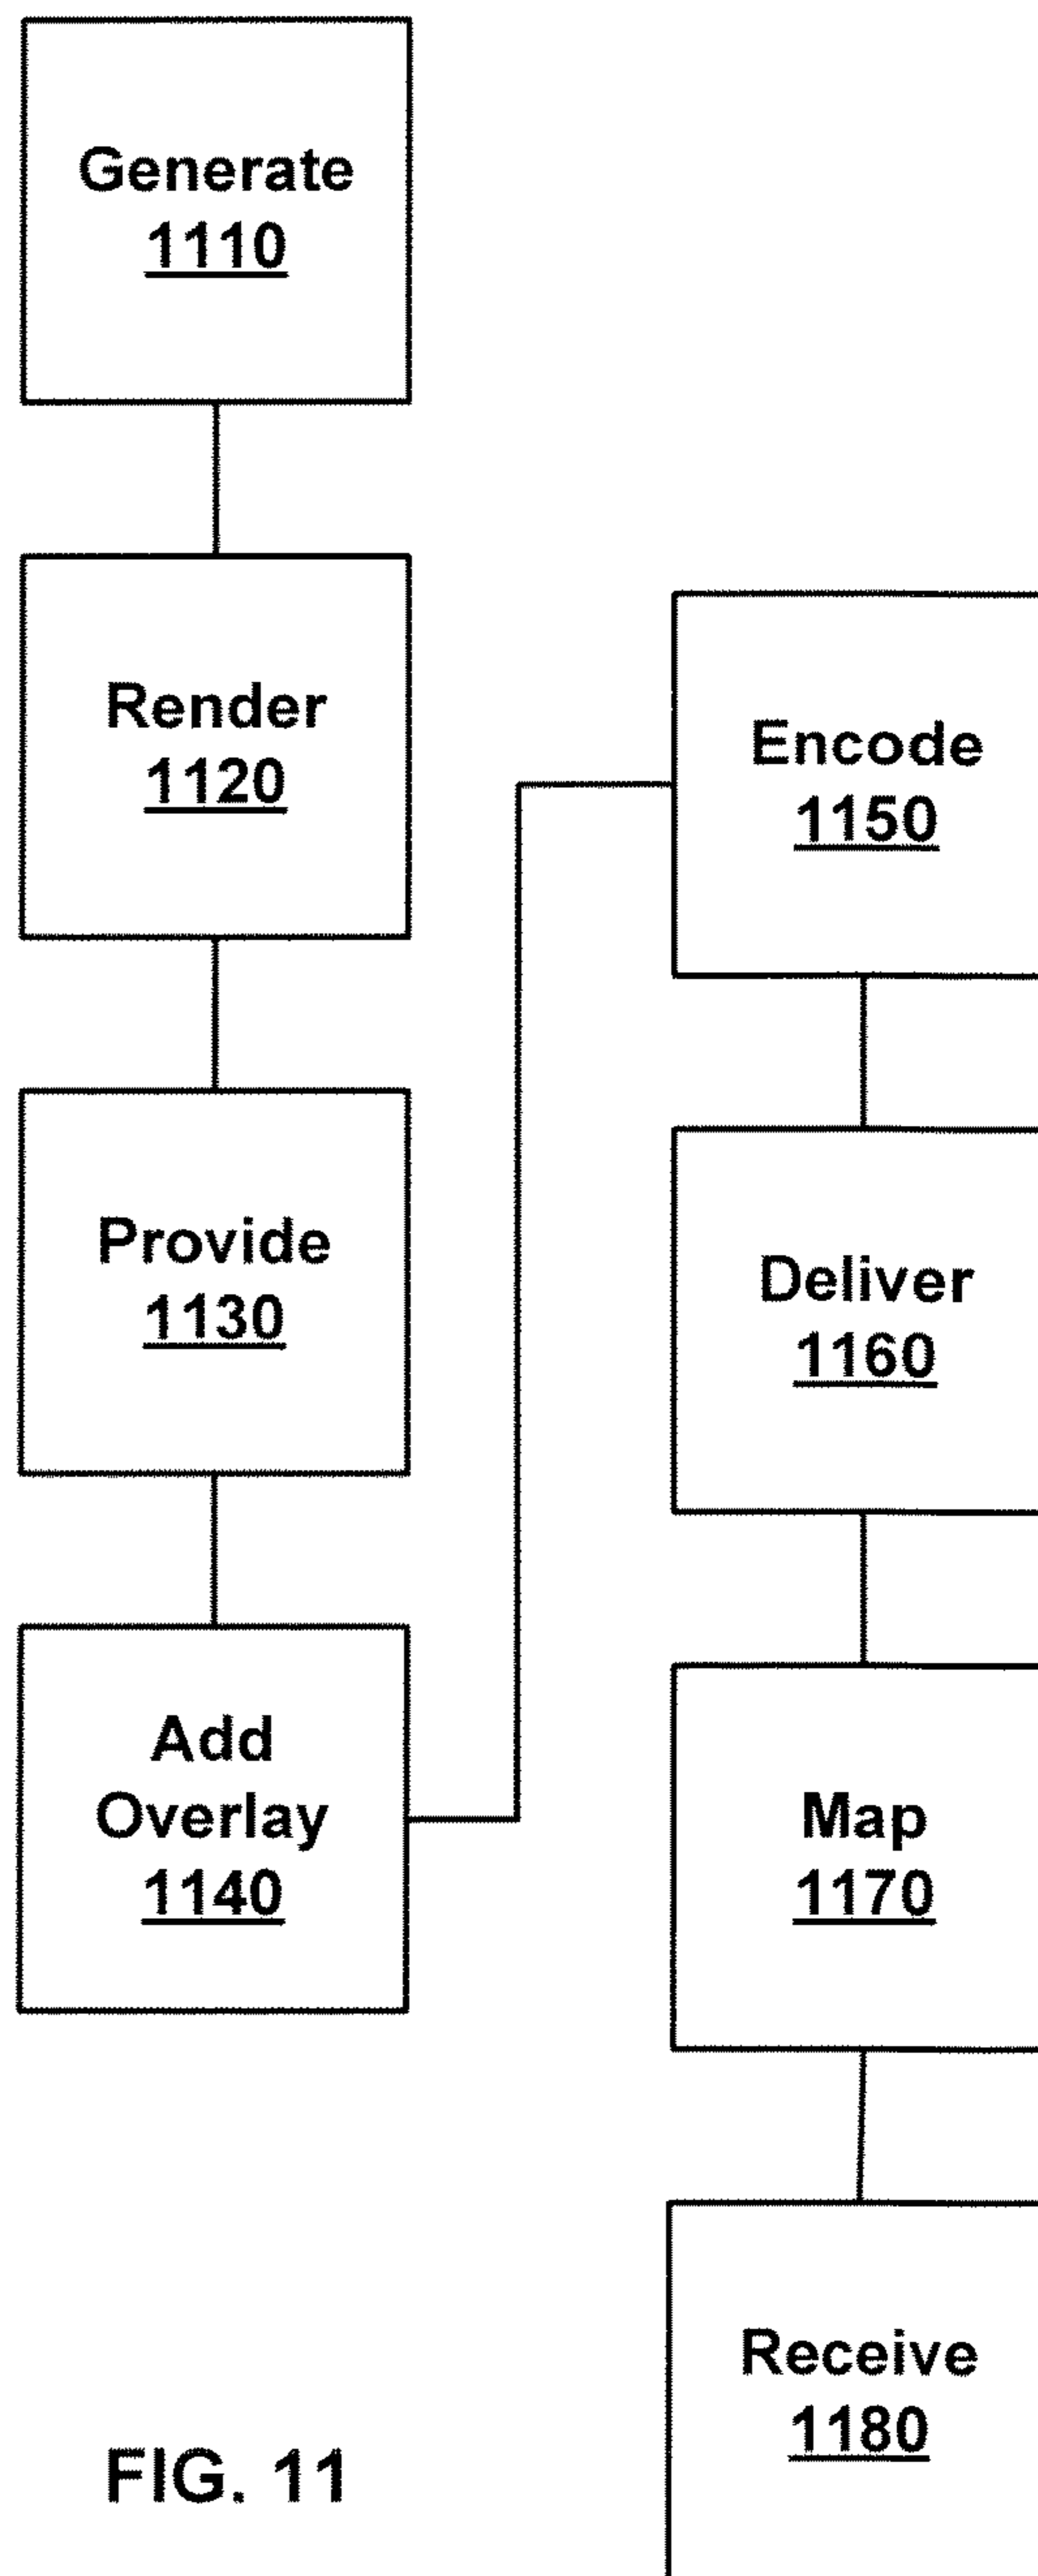 Generate
1110
Render
1120
Provide
1130
Add
Overlay
1140
Encode
1150
Deliver
1160
Map
1170
Receive
1180
FIG. 11